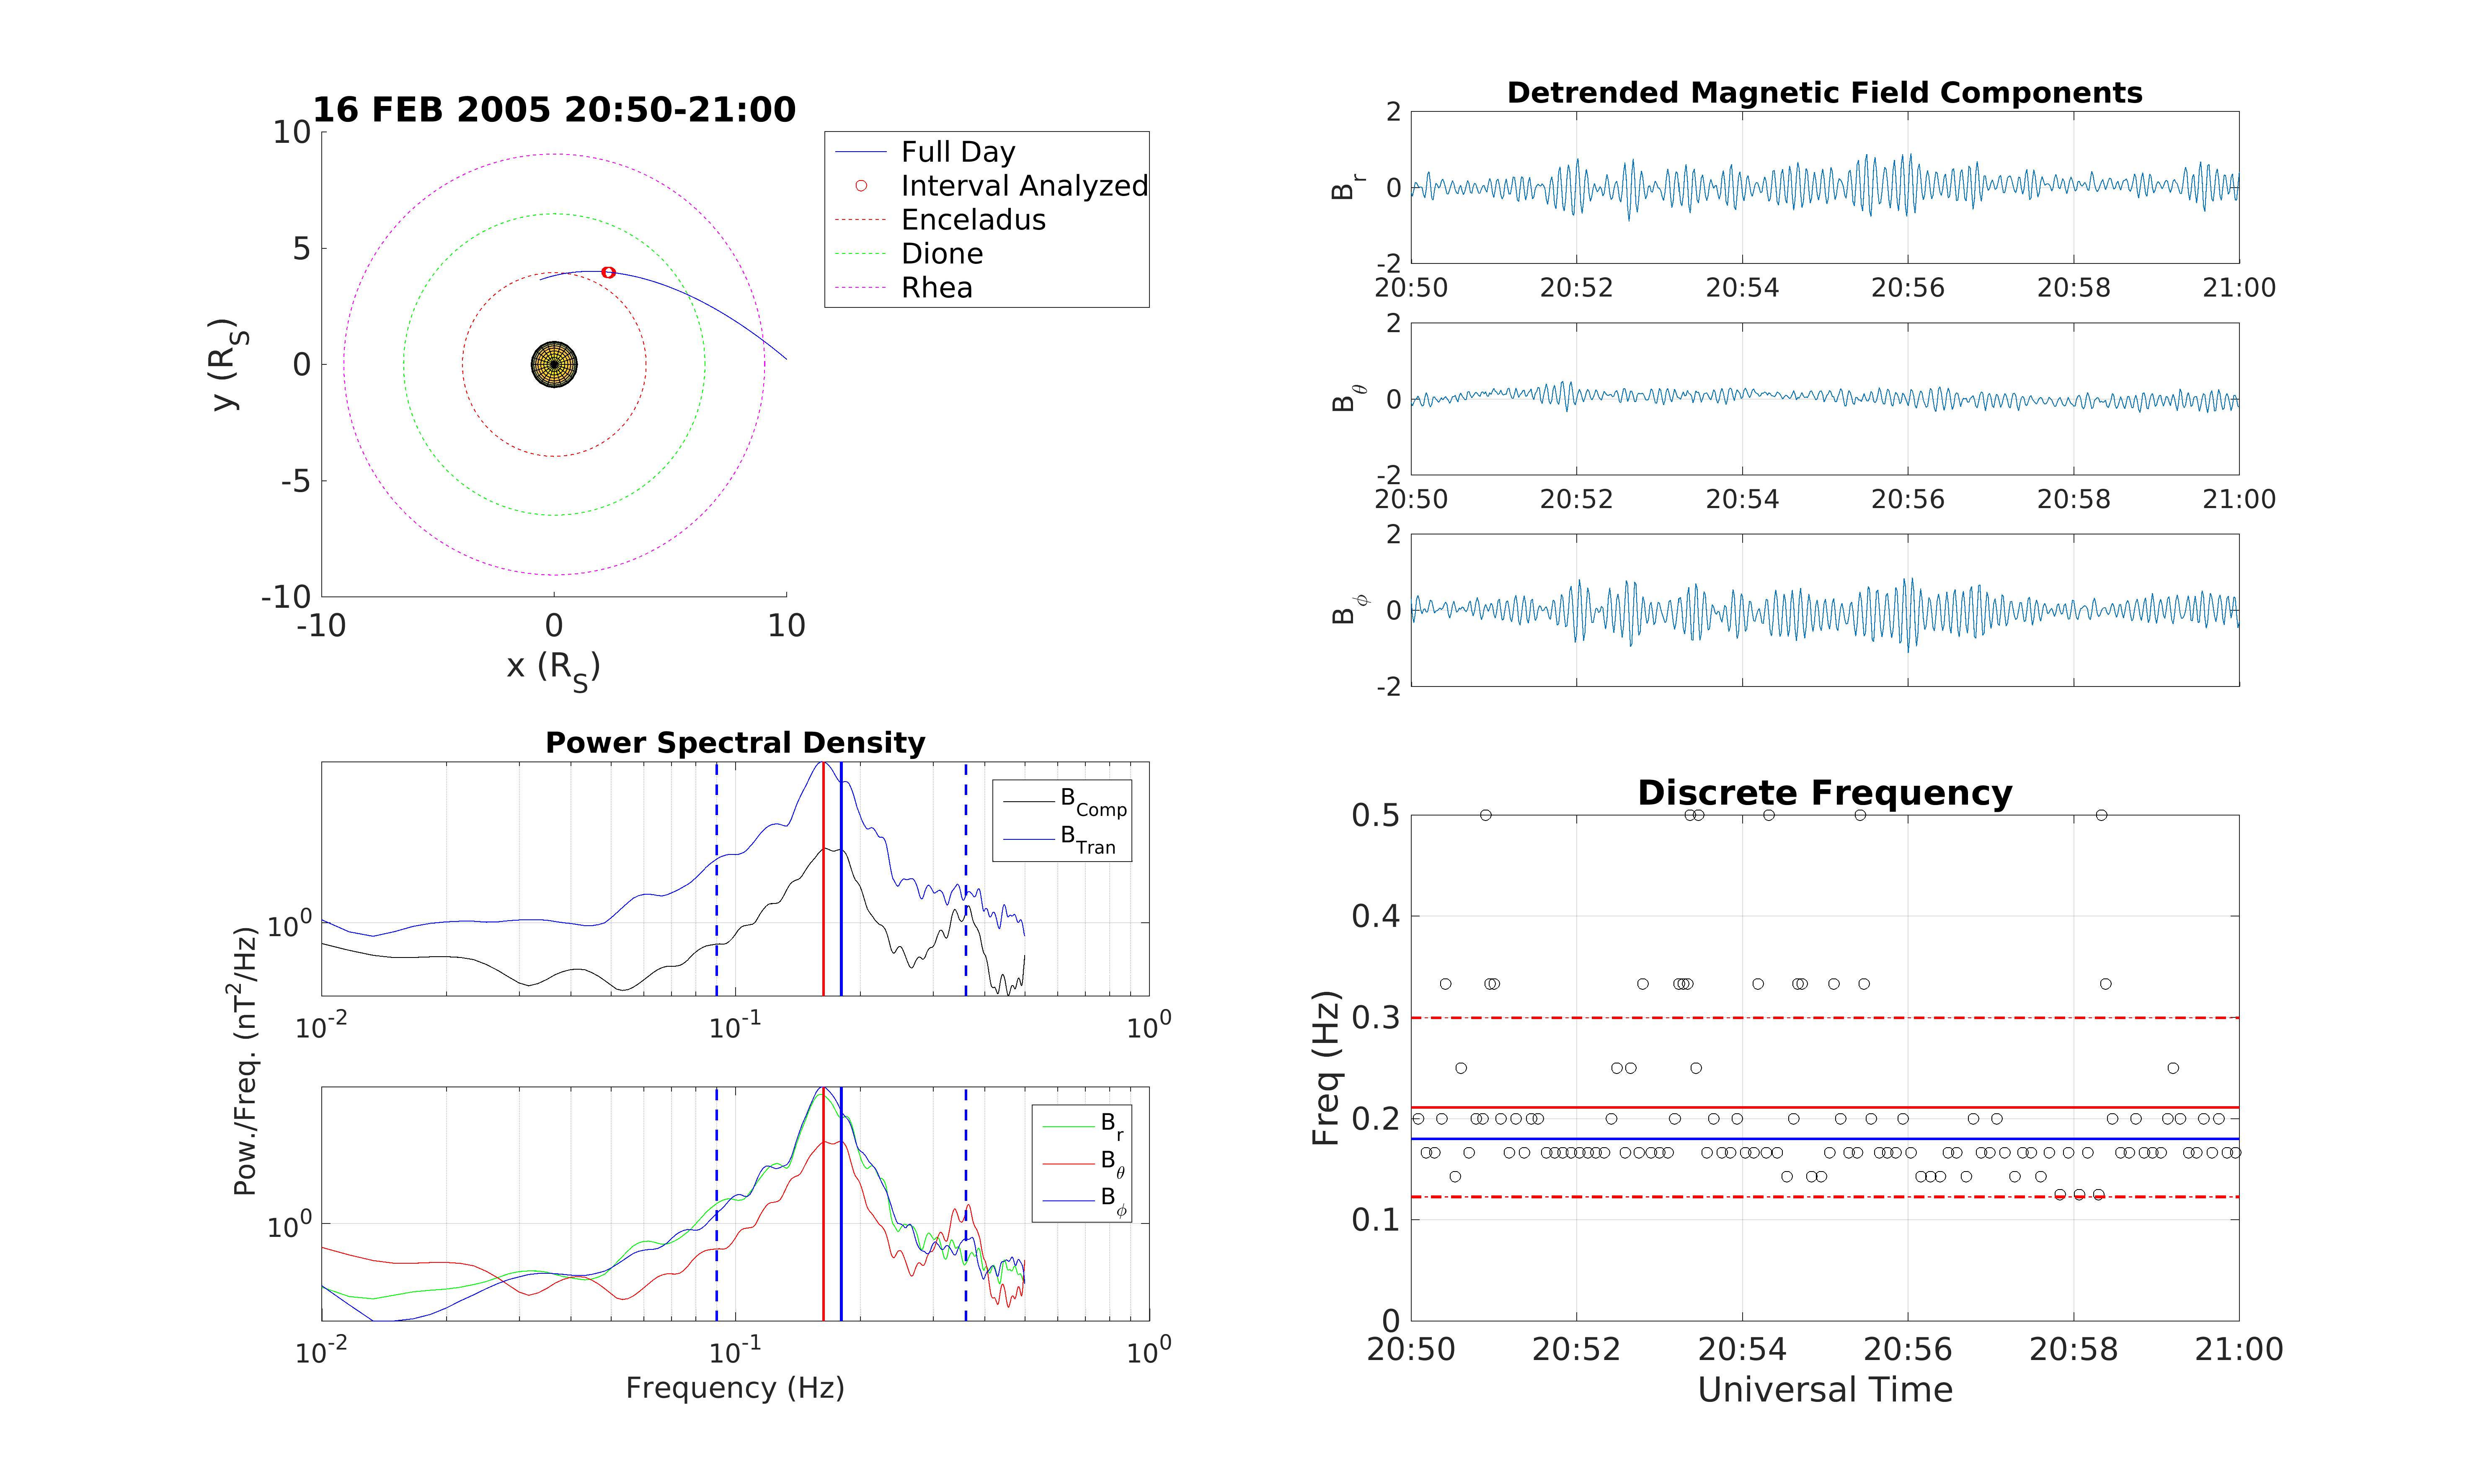 16 FEB 2005 20:50-21:00
10
5
0
-5
-10
-10 0 10
y (R_S)
x (R_S)
Full Day
Interval Analyzed
Enceladus
Dione
Rhea
Detrended Magnetic Field Components
2
0
-2
B_r
20:50 20:52 20:54 20:56 20:58 21:00
2
0
-2
B_θ
20:50 20:52 20:54 20:56 20:58 21:00
2
0
-2
B_ϕ
Power Spectral Density
B_Comp
B_Tran
10^0
10^-2 10^-1 10^0
Pow./Freq. (nT^2/Hz)
B_r
B_θ
B_ϕ
10^0
10^-2 10^-1 10^0
Frequency (Hz)
Discrete Frequency
0.5
0.4
0.3
0.2
0.1
0
Freq (Hz)
20:50 20:52 20:54 20:56 20:58 21:00
Universal Time